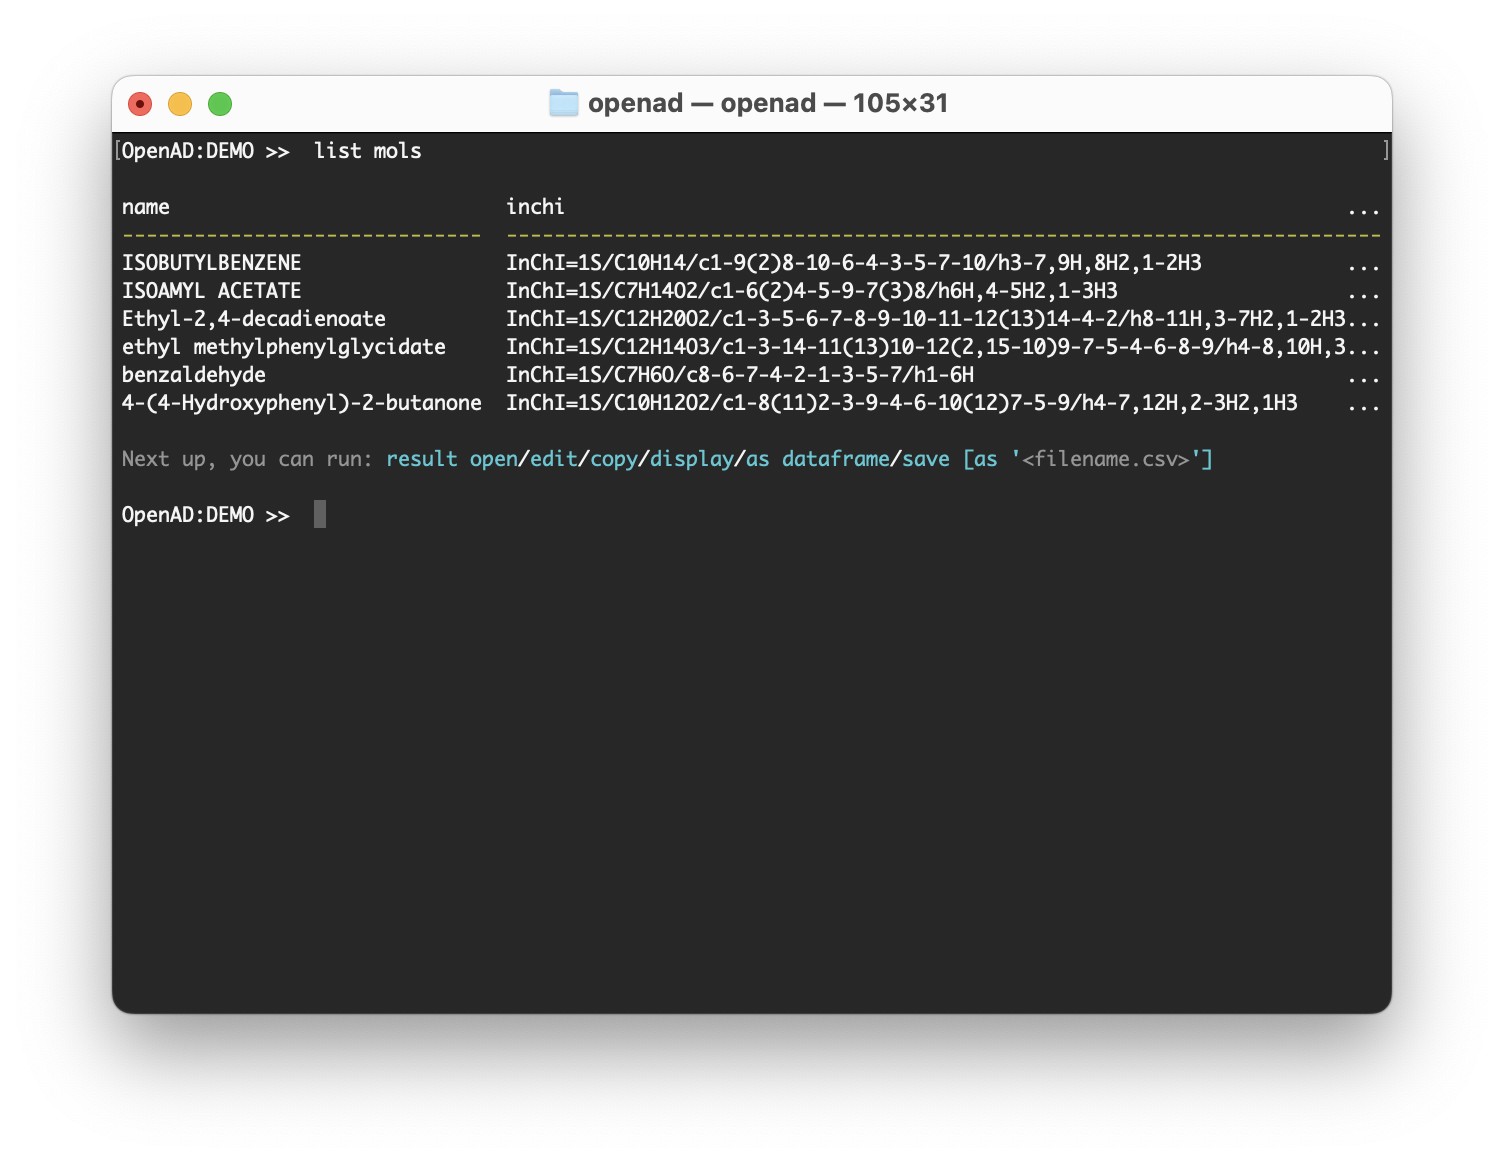 openad — openad — 105×31
[OpenAD:DEMO >>  list mols ]
name inchi ...
------------------------------ -------------------------------------------------------------------------
ISOBUTYLBENZENE InChI=1S/C10H14/c1-9(2)8-10-6-4-3-5-7-10/h3-7,9H,8H2,1-2H3 ...
ISOAMYL ACETATE InChI=1S/C7H14O2/c1-6(2)4-5-9-7(3)8/h6H,4-5H2,1-3H3 ...
Ethyl-2,4-decadienoate InChI=1S/C12H20O2/c1-3-5-6-7-8-9-10-11-12(13)14-4-2/h8-11H,3-7H2,1-2H3...
ethyl methylphenylglycidate InChI=1S/C12H14O3/c1-3-14-11(13)10-12(2,15-10)9-7-5-4-6-8-9/h4-8,10H,3...
benzaldehyde InChI=1S/C7H6O/c8-6-7-4-2-1-3-5-7/h1-6H ...
4-(4-Hydroxyphenyl)-2-butanone InChI=1S/C10H12O2/c1-8(11)2-3-9-4-6-10(12)7-5-9/h4-7,12H,2-3H2,1H3 ...
Next up, you can run: result open/edit/copy/display/as dataframe/save [as '<filename.csv>']
OpenAD:DEMO >>